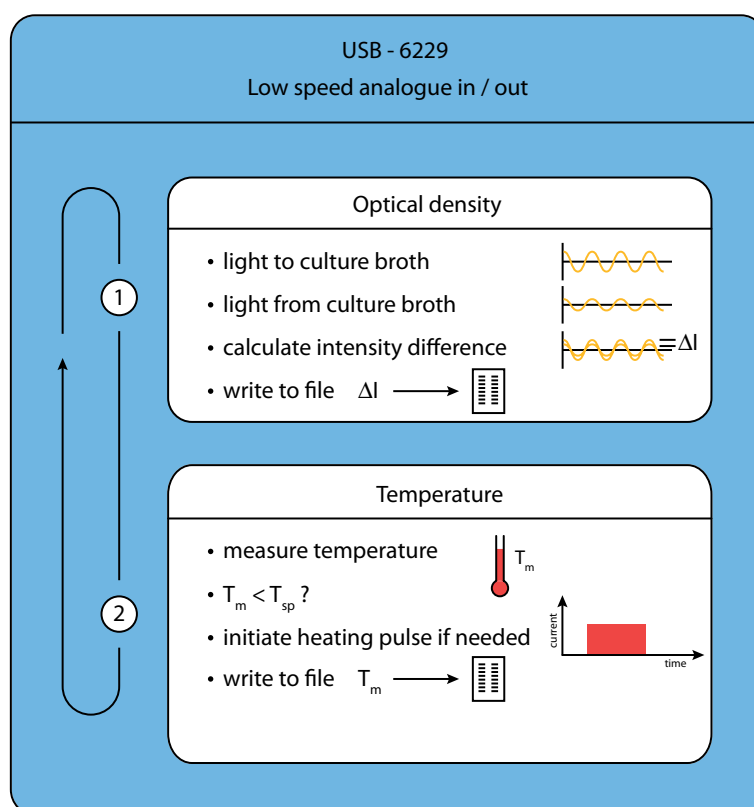 USB - 6229
Low speed analogue in / out
Optical density
1
• light to culture broth
• light from culture broth
• calculate intensity difference
ΔI
• write to file ΔI
Temperature
• measure temperature
Tm
• Tm < Tsp ?
2
• initiate heating pulse if needed
current
time
• write to file Tm